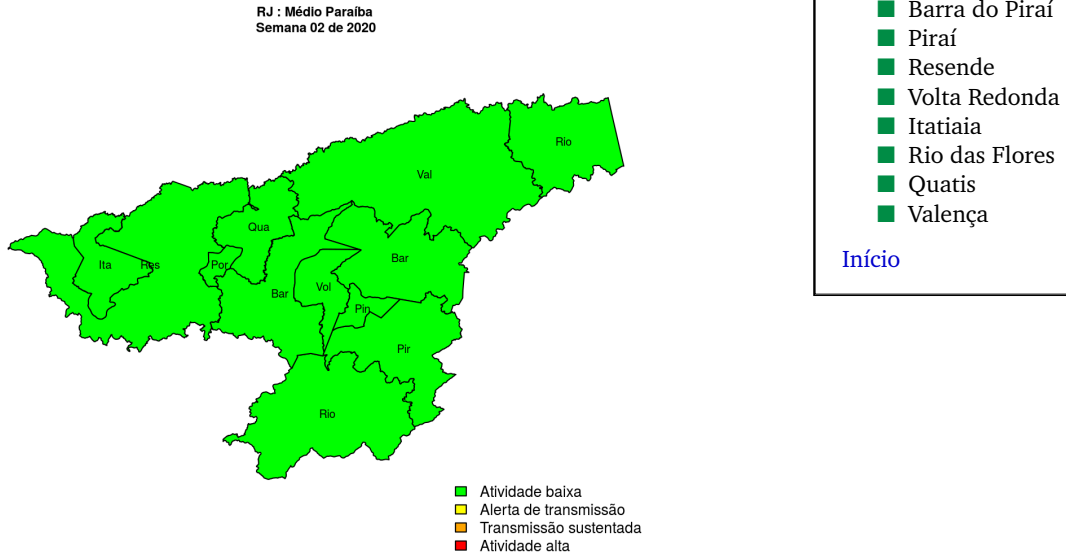 RJ : Médio Paraíba
Semana 02 de 2020
Rio
Val
Qua
Ita
Res
Por
Bar
Bar
Vol
Pin
Pir
Rio
Atividade baixa
Alerta de transmissão
Transmissão sustentada
Atividade alta
Barra do Piraí
Piraí
Resende
Volta Redonda
Itatiaia
Rio das Flores
Quatis
Valença
Início